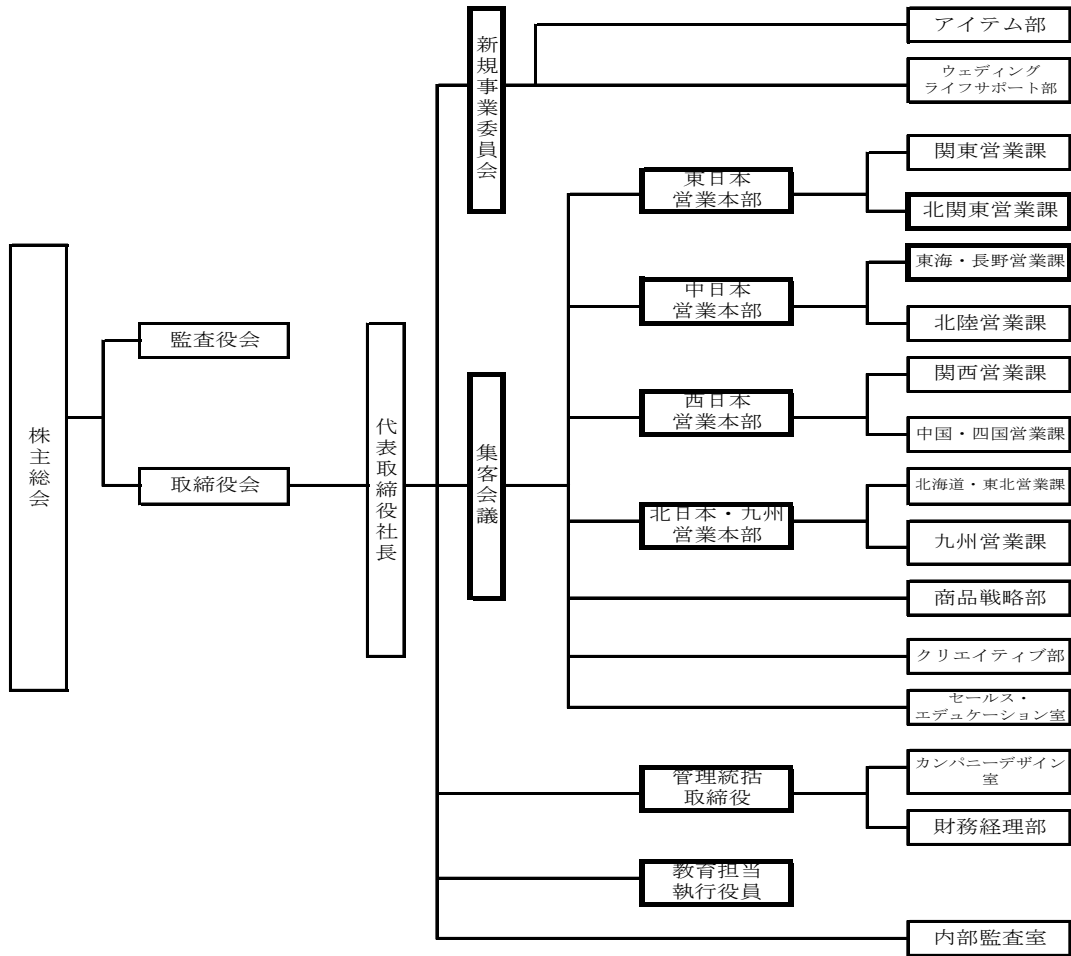 株主総会
監査役会
取締役会
代表取締役社長
新規事業委員会
アイテム部
ウェディング
ライフサポート部
集客会議
東日本
営業本部
関東営業課
北関東営業課
中日本
営業本部
東海・長野営業課
北陸営業課
西日本
営業本部
関西営業課
中国・四国営業課
北日本・九州
営業本部
北海道・東北営業課
九州営業課
商品戦略部
クリエイティブ部
セールス・
エデュケーション室
管理統括
取締役
カンパニーデザイン
室
財務経理部
教育担当
執行役員
内部監査室